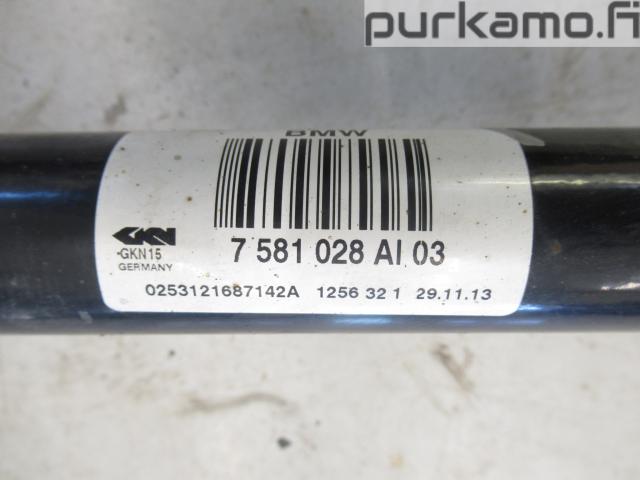 purkamo.fi
BMW
GKN
7 581 028 AI 03
GKN15
GERMANY
0253121687142A 1256 32 1 29.11.13